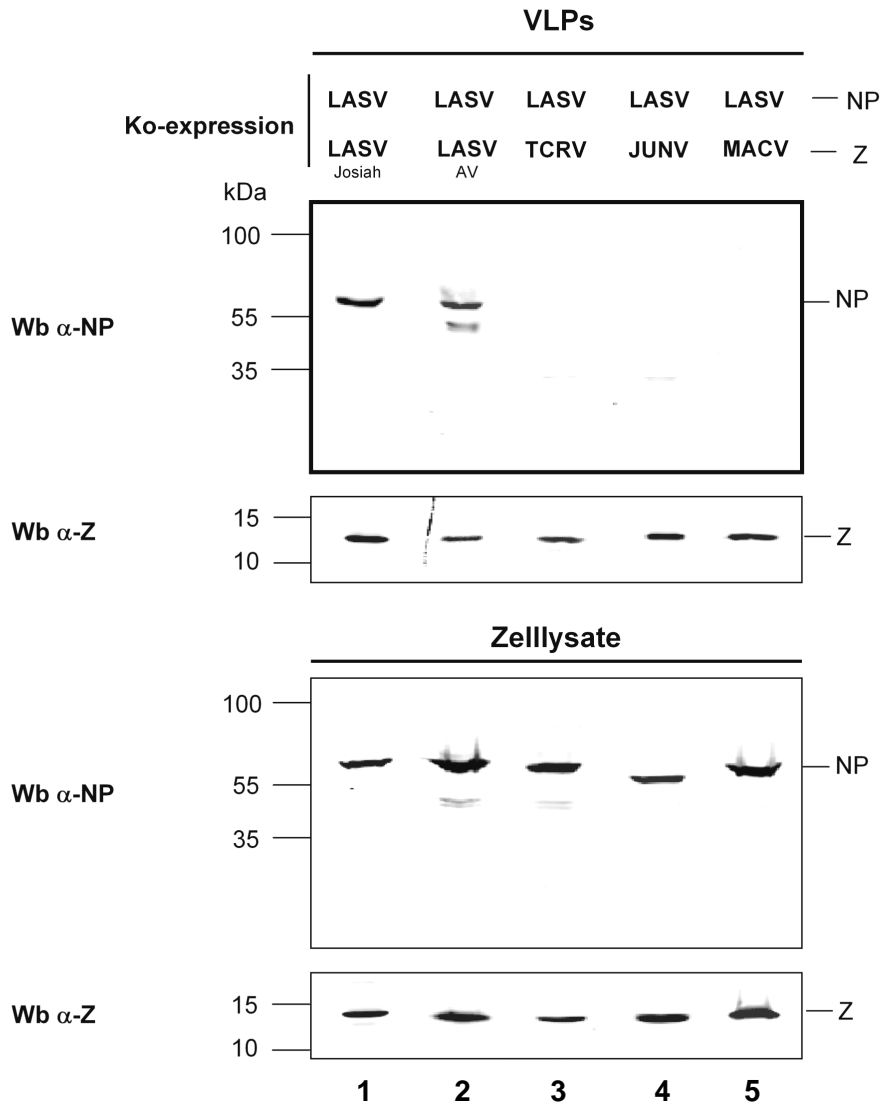 VLPs
LASV LASV LASV LASV LASV — NP
Ko-expression
LASV LASV TCRV JUNV MACV — Z
Josiah AV
kDa
100
NP
55
Wb α-NP
35
15
Wb α-Z Z
10
Zelllysate
100
NP
55
Wb α-NP
35
15
Wb α-Z Z
10
1 2 3 4 5